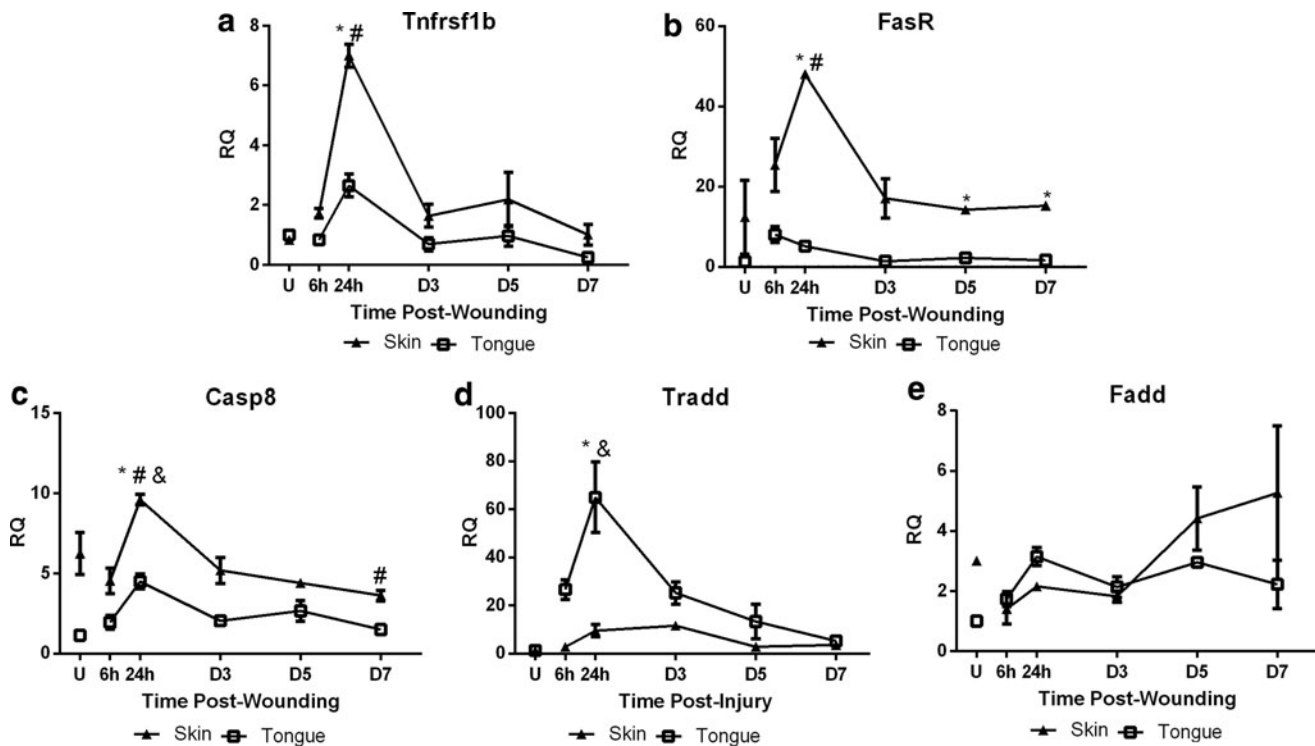 a Tnfrsf1b
8
6
4
2
0
RQ
* #
U 6h 24h D3 D5 D7
Time Post-Wounding
Skin Tongue
b FasR
60
40
20
0
RQ
* #
* *
U 6h 24h D3 D5 D7
Time Post-Wounding
Skin Tongue
c Casp8
15
10
5
0
RQ
* # &
#
U 6h 24h D3 D5 D7
Time Post-Wounding
Skin Tongue
d Tradd
100
80
60
40
20
0
RQ
* &
U 6h 24h D3 D5 D7
Time Post-Injury
Skin Tongue
e Fadd
8
6
4
2
0
RQ
U 6h 24h D3 D5 D7
Time Post-Wounding
Skin Tongue